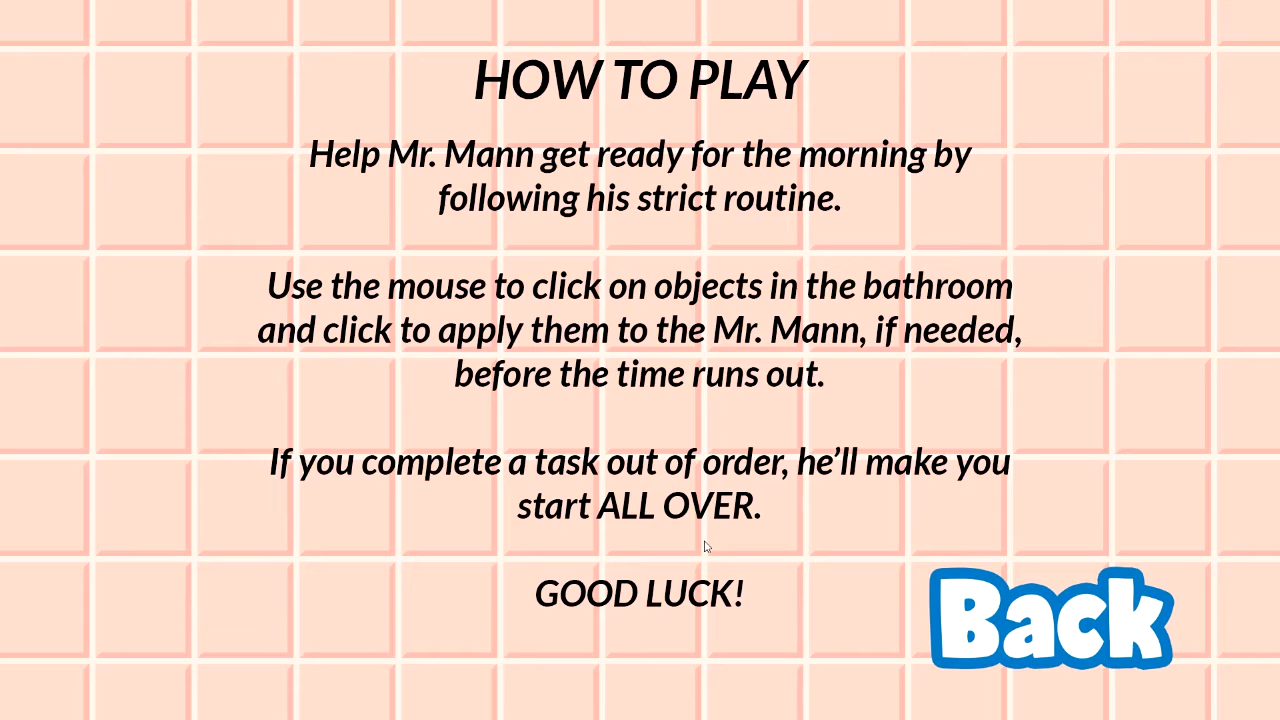 HOW TO PLAY
Help Mr. Mann get ready for the morning by
following his strict routine.
Use the mouse to click on objects in the bathroom
and click to apply them to the Mr. Mann, if needed,
before the time runs out.
If you complete a task out of order, he’ll make you
start ALL OVER.
GOOD LUCK!
Back